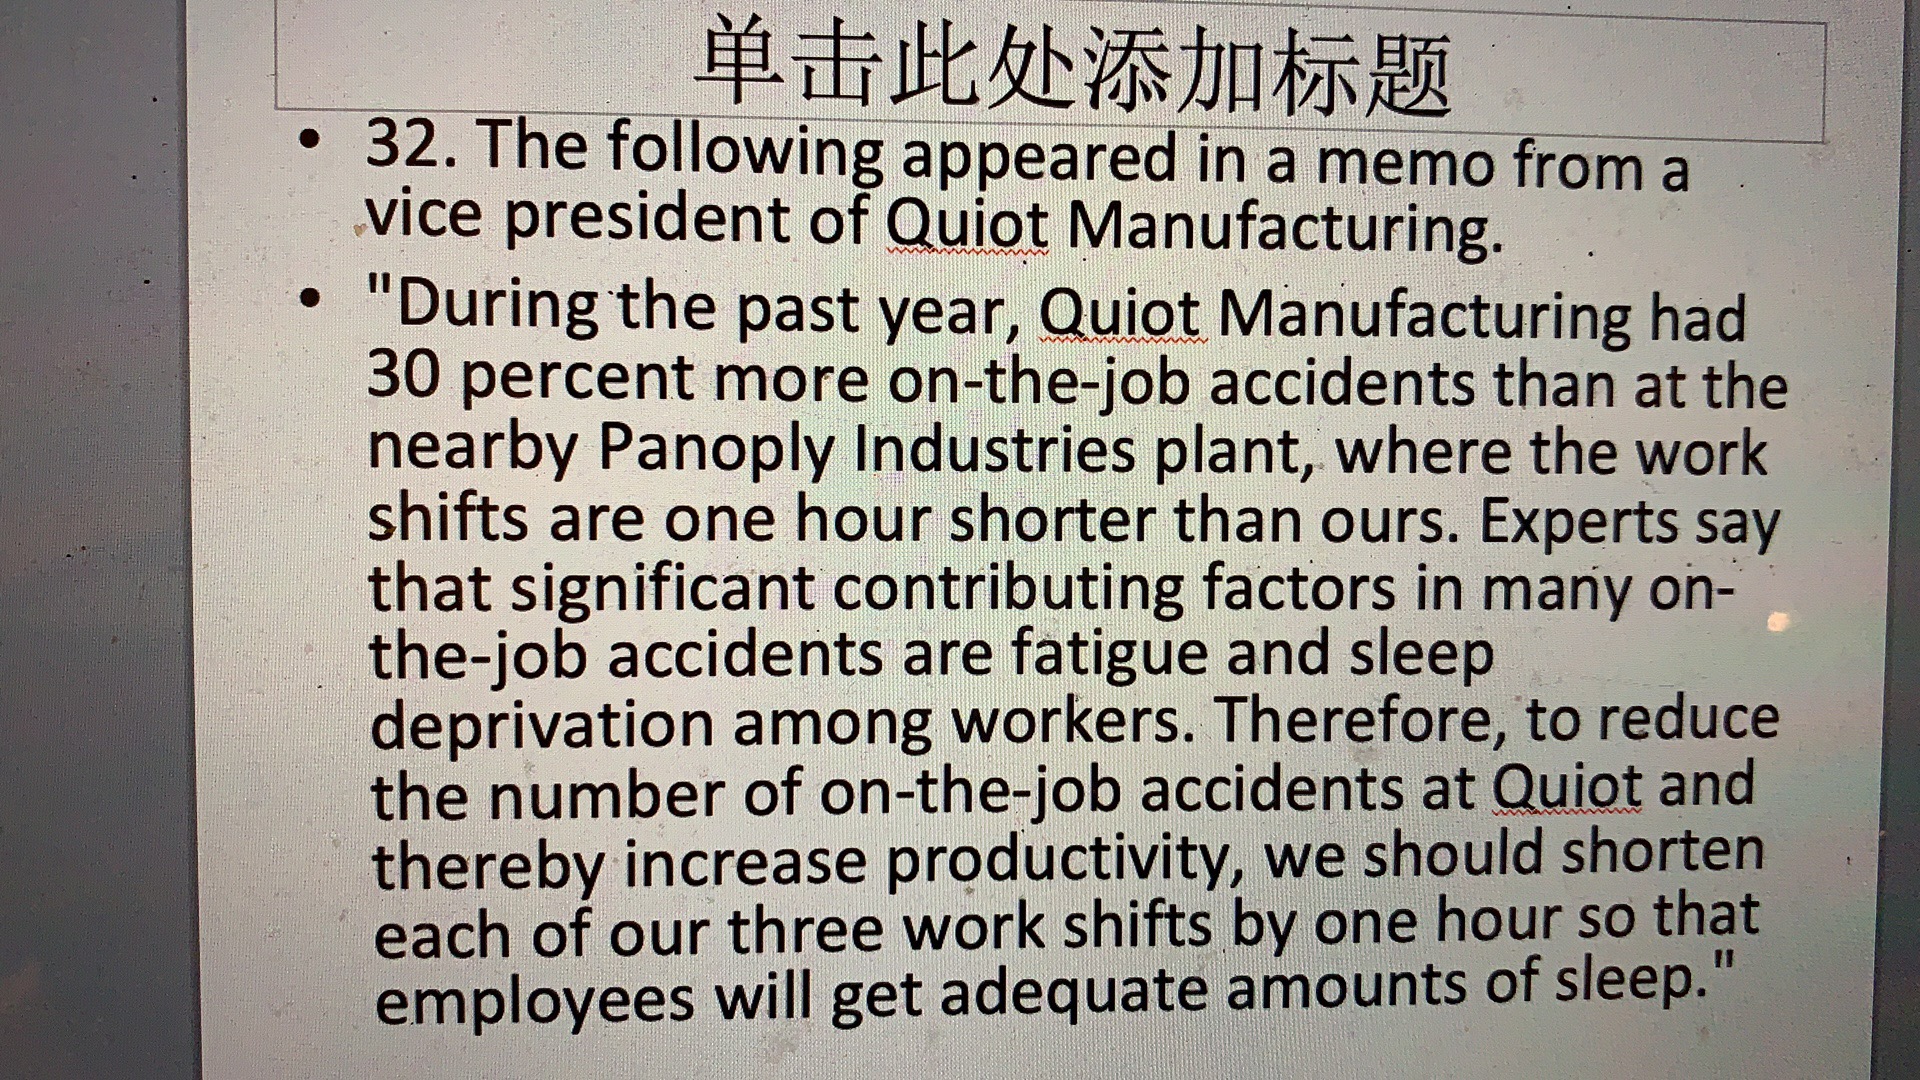 单击此处添加标题
• 32. The following appeared in a memo from a
vice president of Quiot Manufacturing.
• "During the past year, Quiot Manufacturing had
30 percent more on-the-job accidents than at the
nearby Panoply Industries plant, where the work
shifts are one hour shorter than ours. Experts say
that significant contributing factors in many on-
the-job accidents are fatigue and sleep
deprivation among workers. Therefore, to reduce
the number of on-the-job accidents at Quiot and
thereby increase productivity, we should shorten
each of our three work shifts by one hour so that
employees will get adequate amounts of sleep."